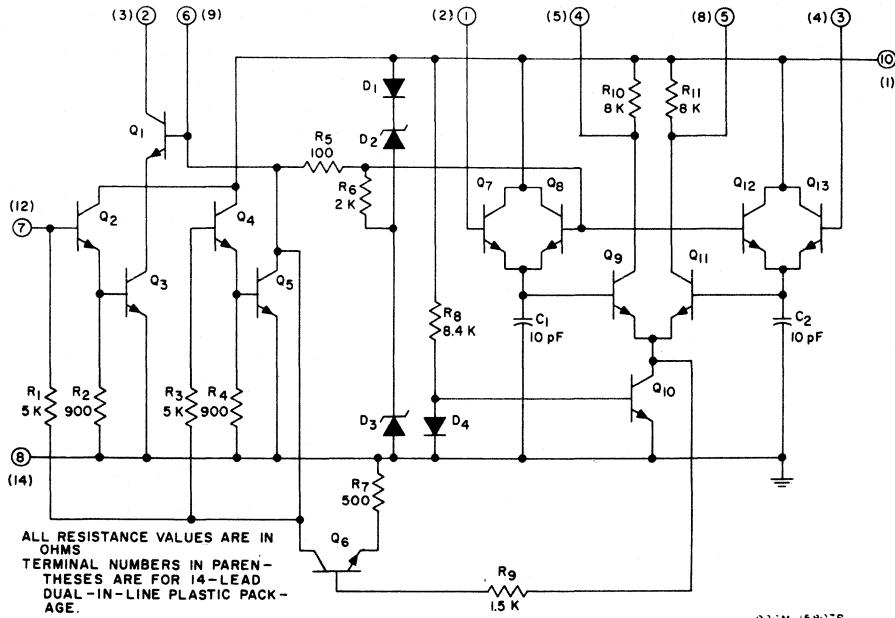 (3) 2 6 (9) (2) 1 (5) 4 (8) 5 (4) 3
10
(1)
D1
R10
8 K
R11
8 K
Q1
D2
R5
100
R6
2 K
Q7 Q8
Q12 Q13
(12)
7
Q2
Q4
Q9
Q11
Q3
Q5
R8
8.4 K
C1
10 pF
C2
10 pF
Q10
R1
5 K
R2
900
R3
5 K
R4
900
D3
D4
8
(14)
R7
500
Q6
R9
1.5 K
ALL RESISTANCE VALUES ARE IN
OHMS
TERMINAL NUMBERS IN PAREN-
THESES ARE FOR 14-LEAD
DUAL-IN-LINE PLASTIC PACK-
AGE.